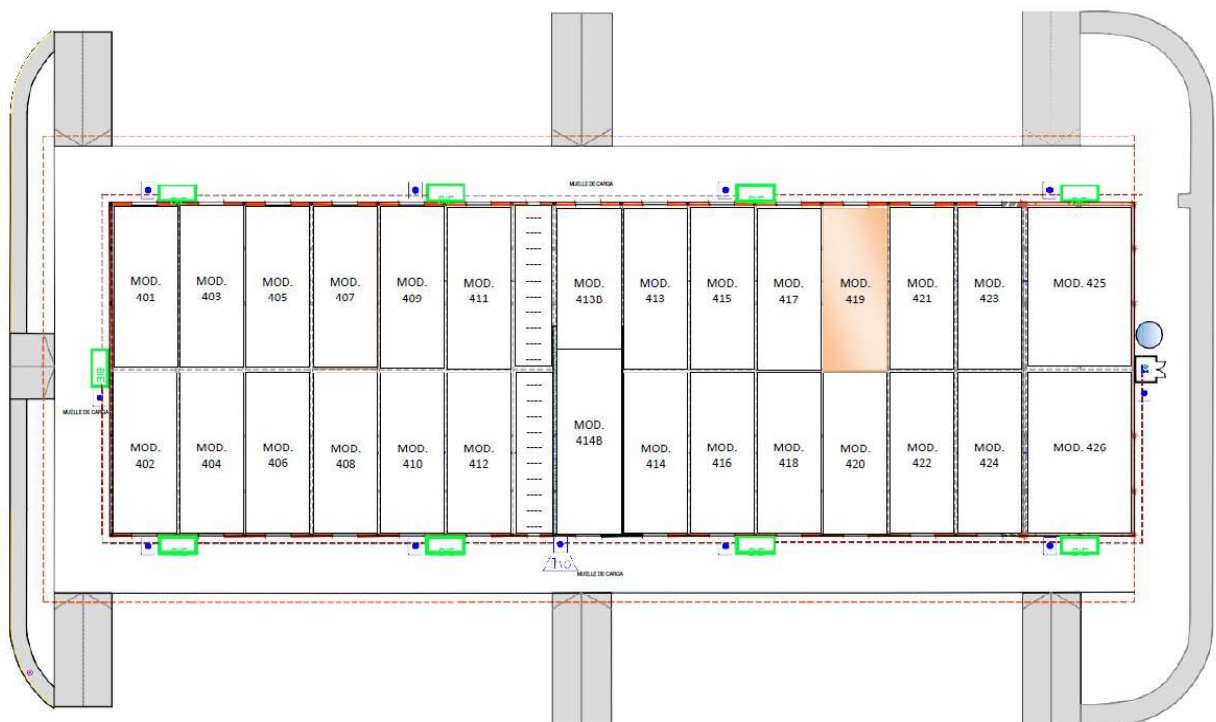 MUELLE DE CARGA
MOD.
401
MOD.
403
MOD.
405
MOD.
407
MOD.
409
MOD.
411
MOD.
413B
MOD.
413
MOD.
415
MOD.
417
MOD.
419
MOD.
421
MOD.
423
MOD. 425
BIE
MUELLE DE CARGA
MOD.
402
MOD.
404
MOD.
406
MOD.
408
MOD.
410
MOD.
412
MOD.
414B
MOD.
414
MOD.
416
MOD.
418
MOD.
420
MOD.
422
MOD.
424
MOD. 426
MUELLE DE CARGA